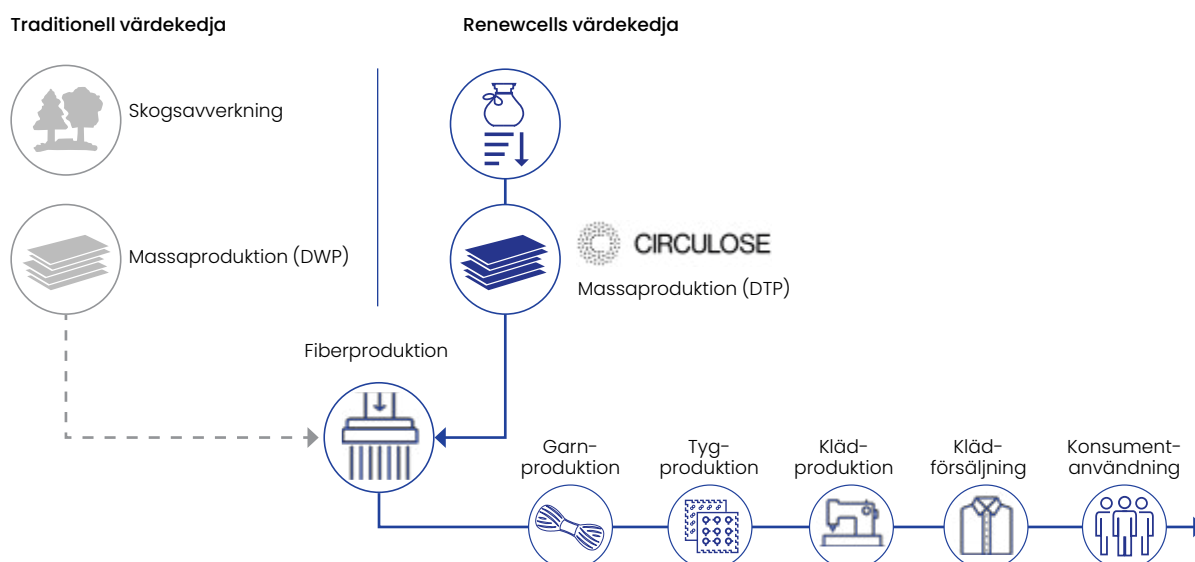 Traditionell värdekedja
Renewcells värdekedja
Skogsavverkning
Massaproduktion (DWP)
CIRCULOSE
Massaproduktion (DTP)
Fiberproduktion
Garn-
produktion
Tyg-
produktion
Kläd-
produktion
Kläd-
försäljning
Konsument-
användning